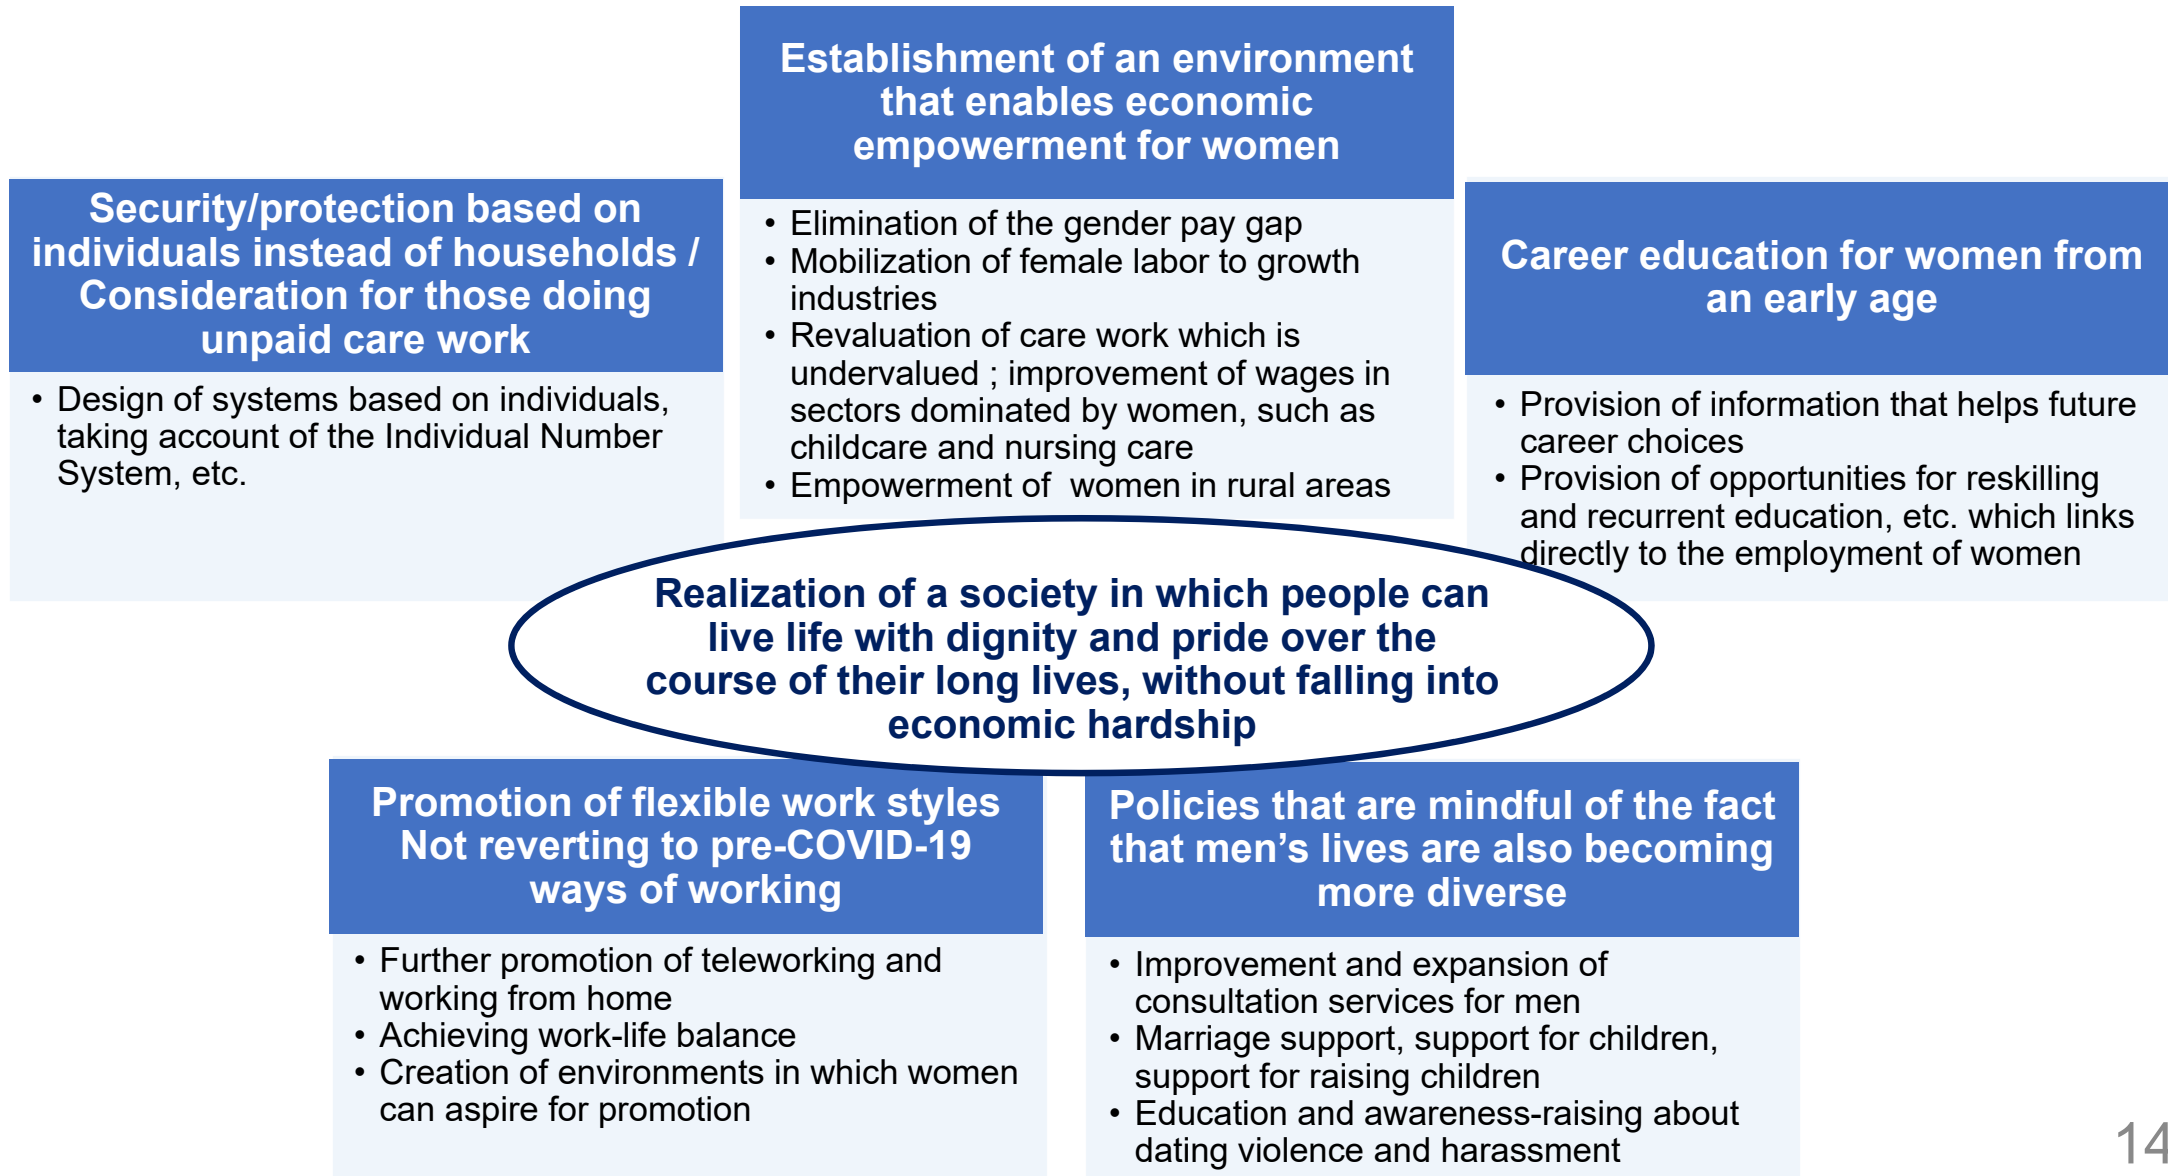 Establishment of an environment
that enables economic
empowerment for women
• Elimination of the gender pay gap
• Mobilization of female labor to growth
industries
• Revaluation of care work which is
undervalued ; improvement of wages in
sectors dominated by women, such as
childcare and nursing care
• Empowerment of  women in rural areas
Security/protection based on
individuals instead of households /
Consideration for those doing
unpaid care work
• Design of systems based on individuals,
taking account of the Individual Number
System, etc.
Career education for women from
an early age
• Provision of information that helps future
career choices
• Provision of opportunities for reskilling
and recurrent education, etc. which links
directly to the employment of women
Realization of a society in which people can
live life with dignity and pride over the
course of their long lives, without falling into
economic hardship
Promotion of flexible work styles
Not reverting to pre-COVID-19
ways of working
• Further promotion of teleworking and
working from home
• Achieving work-life balance
• Creation of environments in which women
can aspire for promotion
Policies that are mindful of the fact
that men’s lives are also becoming
more diverse
• Improvement and expansion of
consultation services for men
• Marriage support, support for children,
support for raising children
• Education and awareness-raising about
dating violence and harassment
14